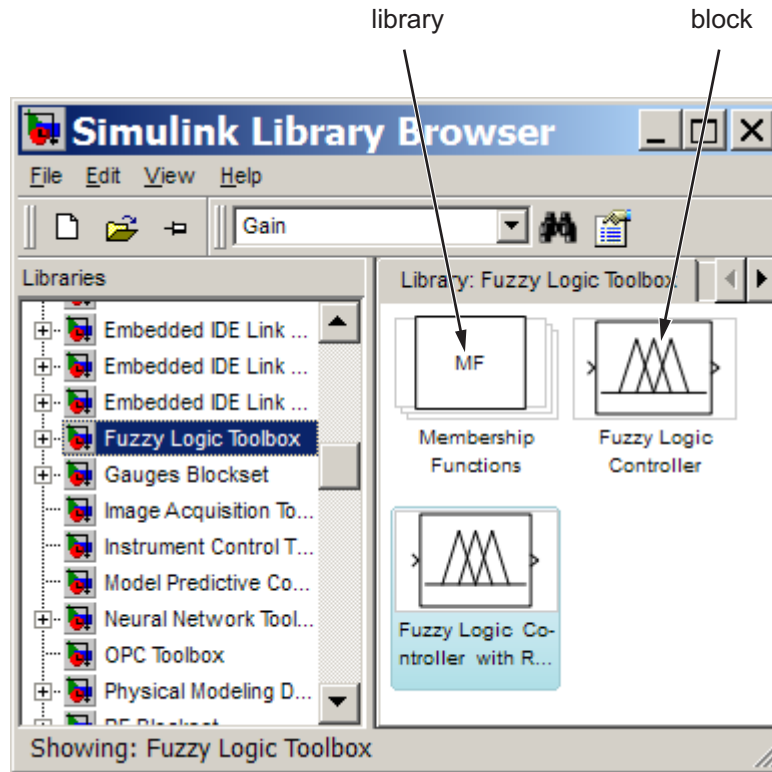 library block
Simulink Library Browser
File Edit View Help
Gain
Libraries
Library: Fuzzy Logic Toolbox
Embedded IDE Link ...
Embedded IDE Link ...
Embedded IDE Link ...
Fuzzy Logic Toolbox
Gauges Blockset
Image Acquisition To...
Instrument Control T...
Model Predictive Co...
Neural Network Tool...
OPC Toolbox
Physical Modeling D...
MF
Membership
Functions
Fuzzy Logic
Controller
Fuzzy Logic Co-
ntroller with R...
Showing: Fuzzy Logic Toolbox